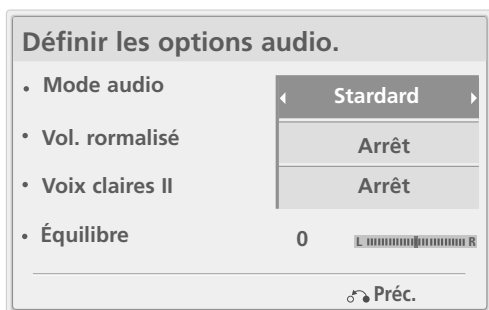 Définir les options audio.
• Mode audio Stardard
• Vol. rormalisé Arrêt
• Voix claires II Arrêt
• Équilibre 0 L R
Préc.